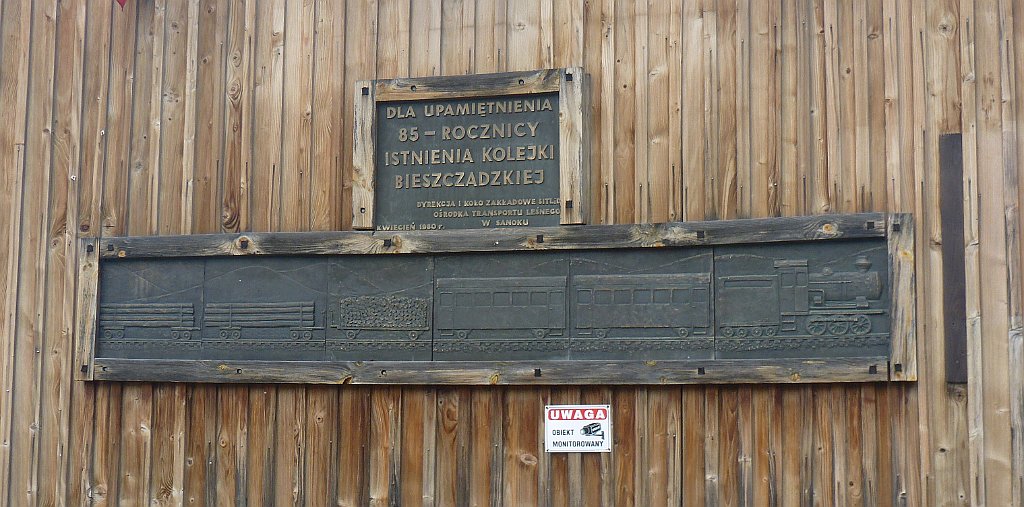 DLA UPAMIĘTNIENIA
85 – ROCZNICY
ISTNIENIA KOLEJKI
BIESZCZADZKIEJ
DYREKCJA I KOŁO ZAKŁADOWE SITLID
OŚRODKA TRANSPORTU LEŚNEGO
KWIECIEŃ 1980 r. W SANOKU
UWAGA
OBIEKT
MONITOROWANY